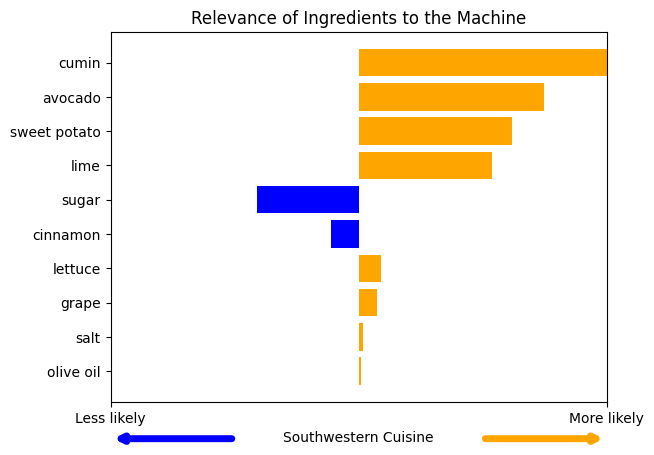 Relevance of Ingredients to the Machine
cumin
avocado
sweet potato
lime
sugar
cinnamon
lettuce
grape
salt
olive oil
Less likely
More likely
Southwestern Cuisine